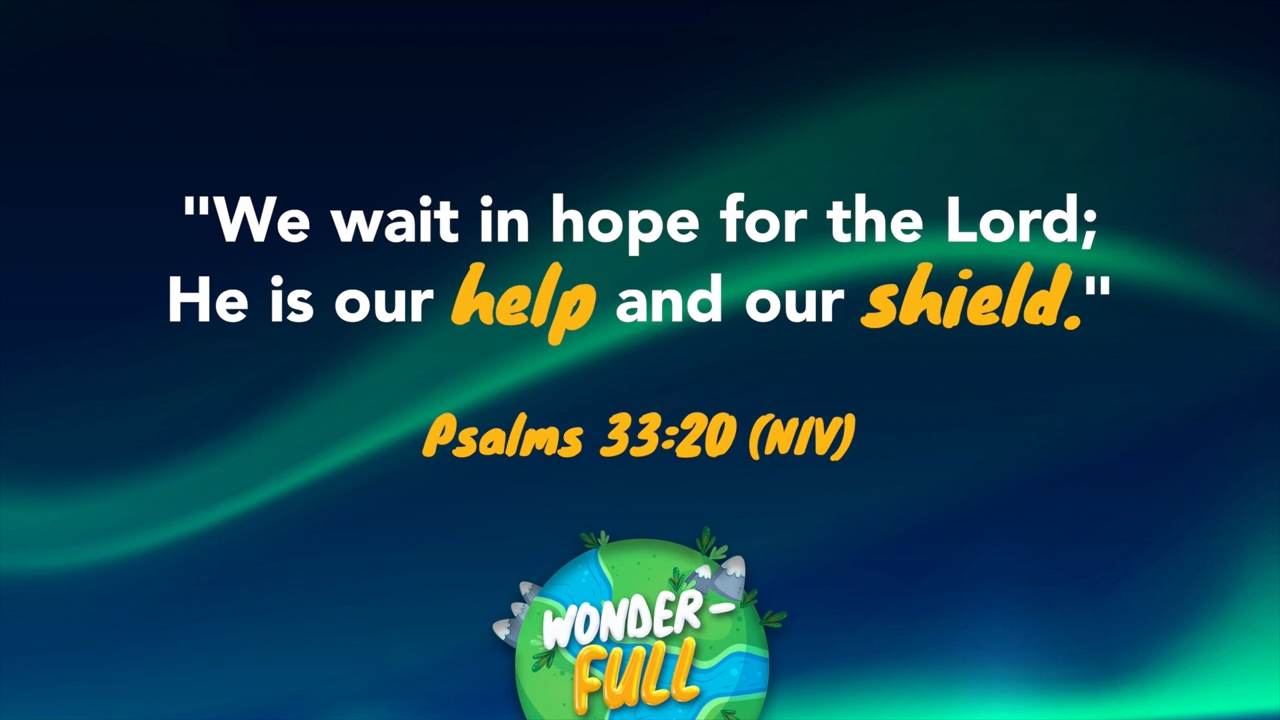 "We wait in hope for the Lord;
He is our help and our shield."
Psalms 33:20 (NIV)
WONDER-
FULL